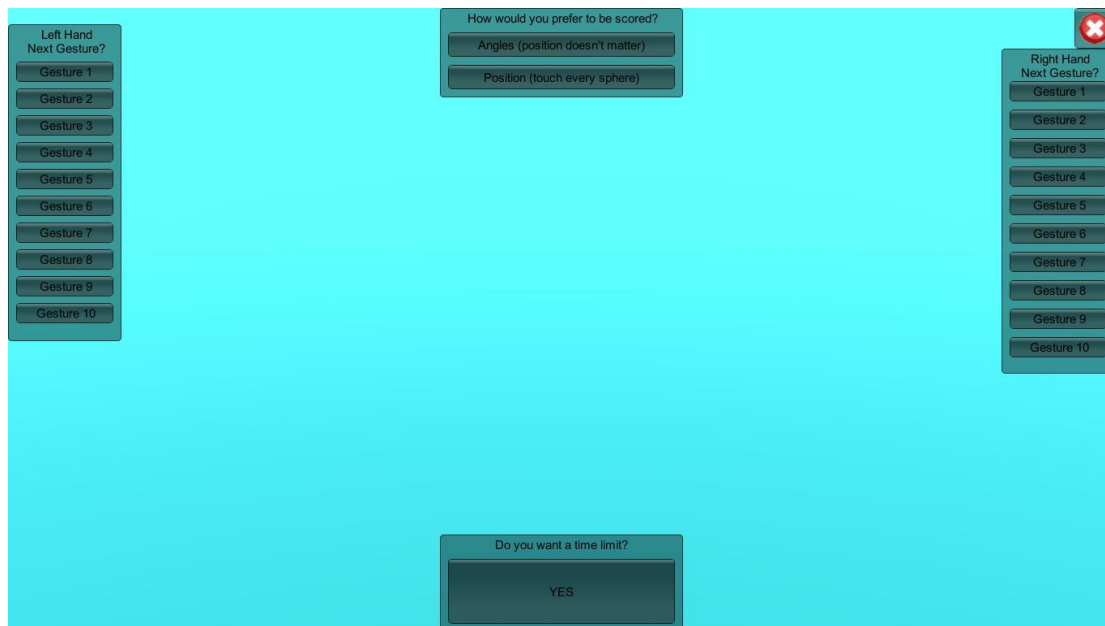 Left Hand
Next Gesture?
Gesture 1
Gesture 2
Gesture 3
Gesture 4
Gesture 5
Gesture 6
Gesture 7
Gesture 8
Gesture 9
Gesture 10
How would you prefer to be scored?
Angles (position doesn't matter)
Position (touch every sphere)
Right Hand
Next Gesture?
Gesture 1
Gesture 2
Gesture 3
Gesture 4
Gesture 5
Gesture 6
Gesture 7
Gesture 8
Gesture 9
Gesture 10
Do you want a time limit?
YES